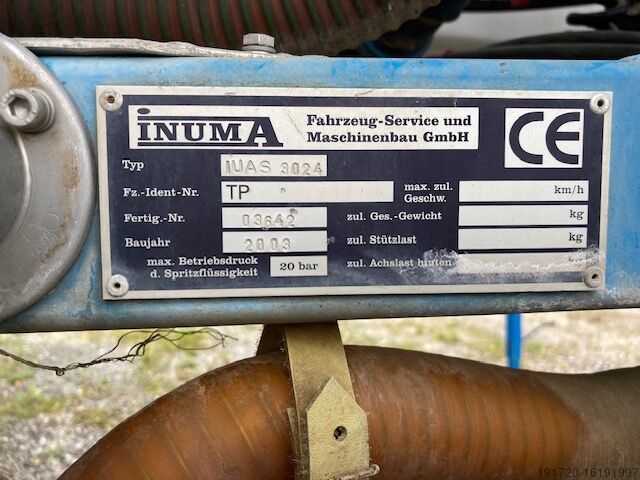 iNUMA Fahrzeug-Service und
Maschinenbau GmbH
CE
Typ IUAS 3024
Fz.-Ident-Nr. TP max. zul. Geschw. km/h
Fertig.-Nr. 03642 zul. Ges.-Gewicht kg
Baujahr 2003 zul. Stützlast kg
max. Betriebsdruck
d. Spritzflüssigkeit 20 bar zul. Achslast hinten kg
191720-16191997